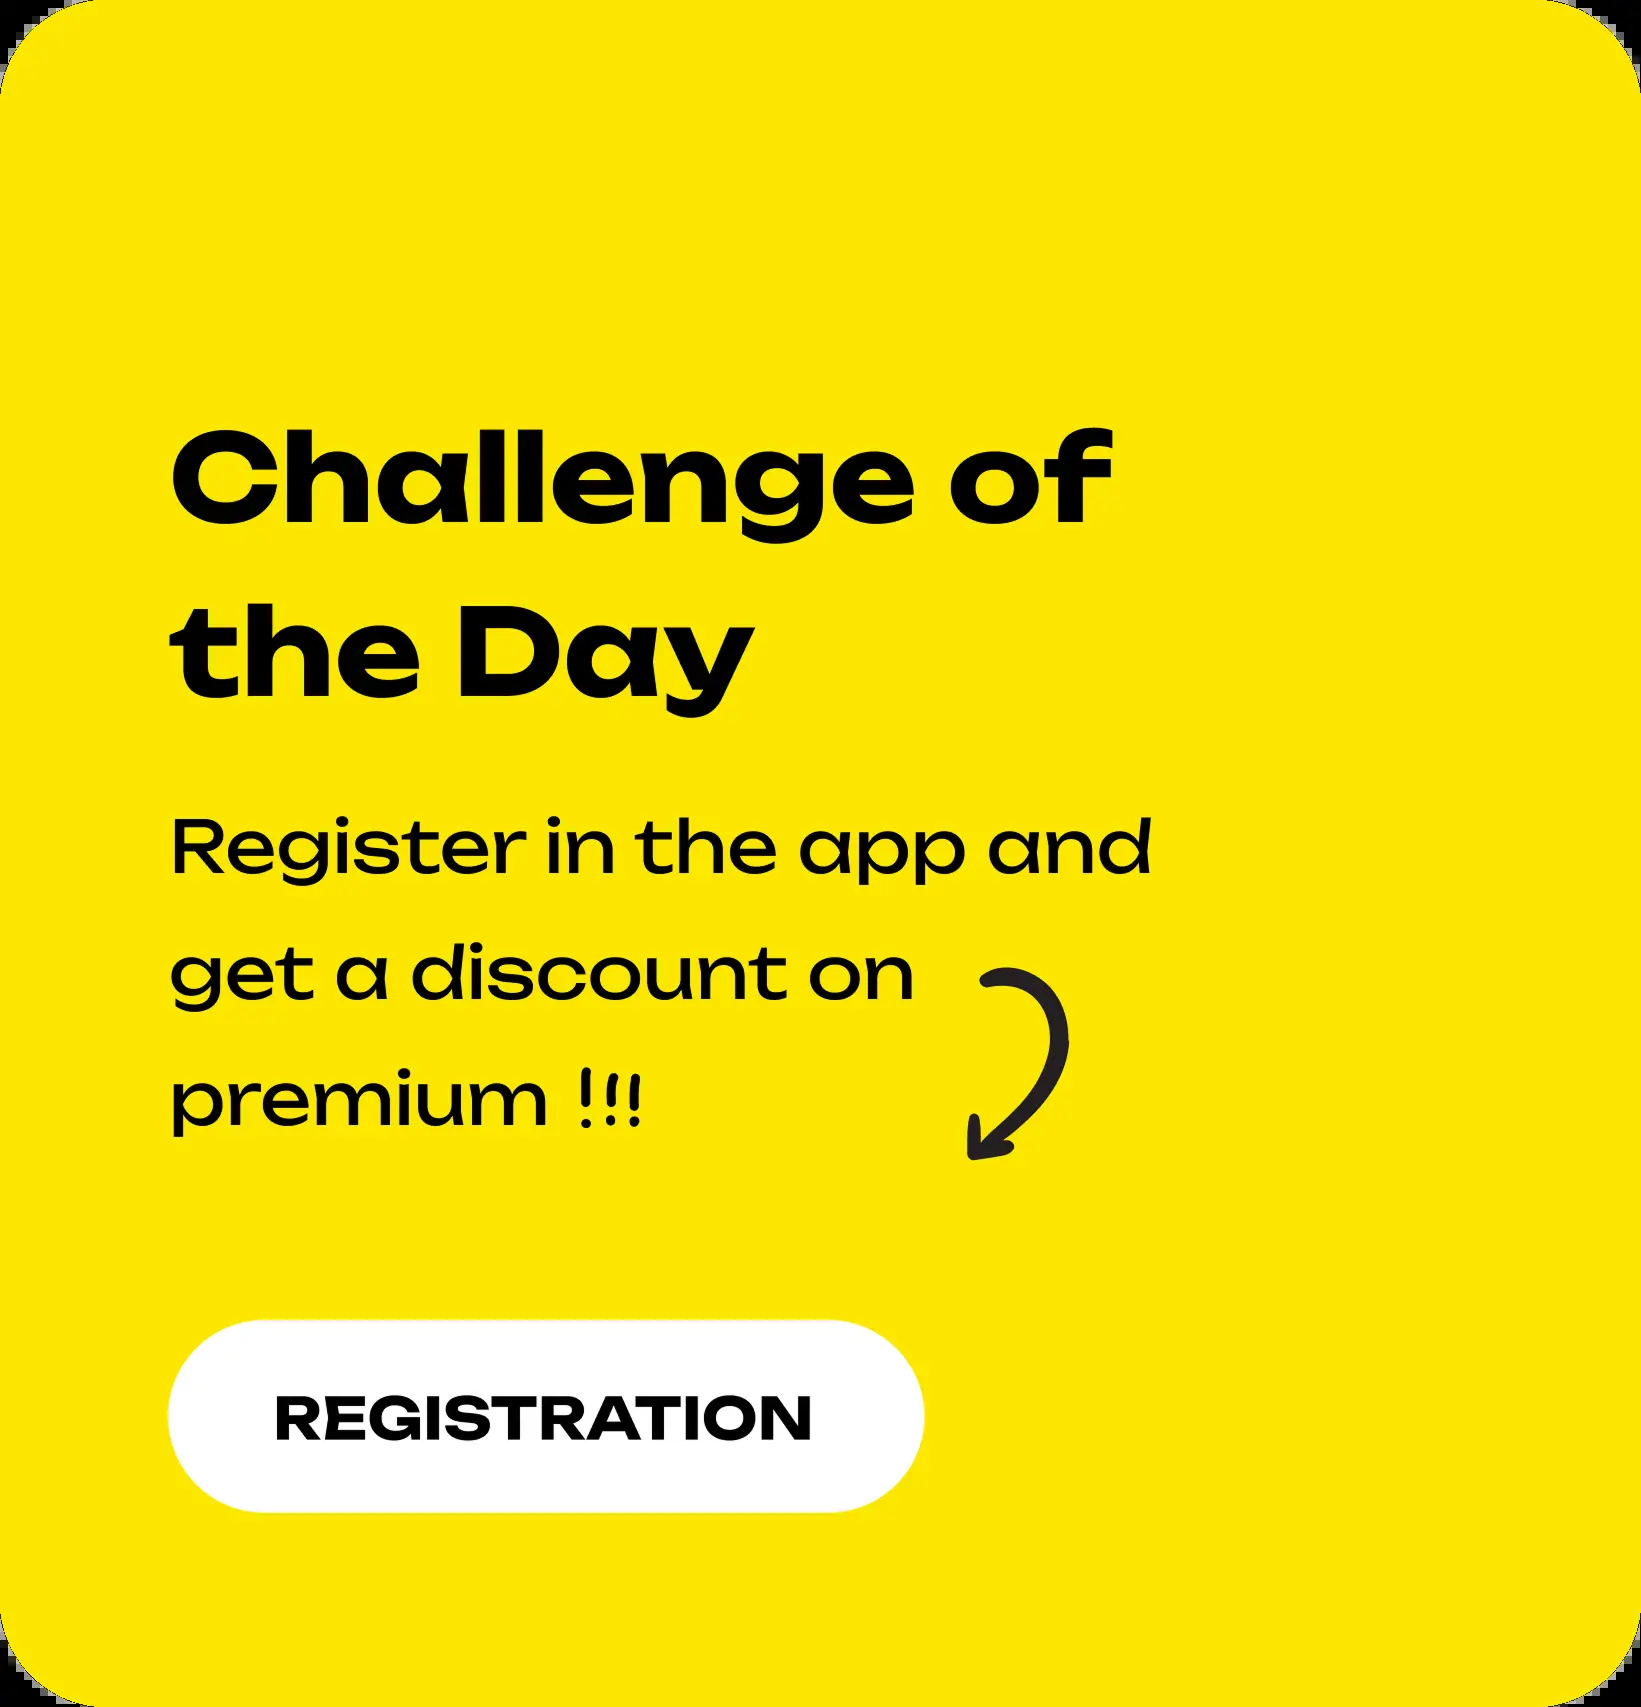 Challenge of
the Day
Register in the app and
get a discount on
premium !!!
REGISTRATION